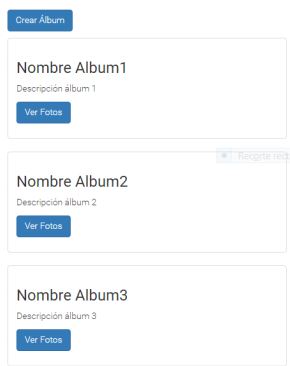 Crear Álbum
Nombre Album1
Descripción álbum 1
Ver Fotos
Recorte rect
Nombre Album2
Descripción álbum 2
Ver Fotos
Nombre Album3
Descripción álbum 3
Ver Fotos